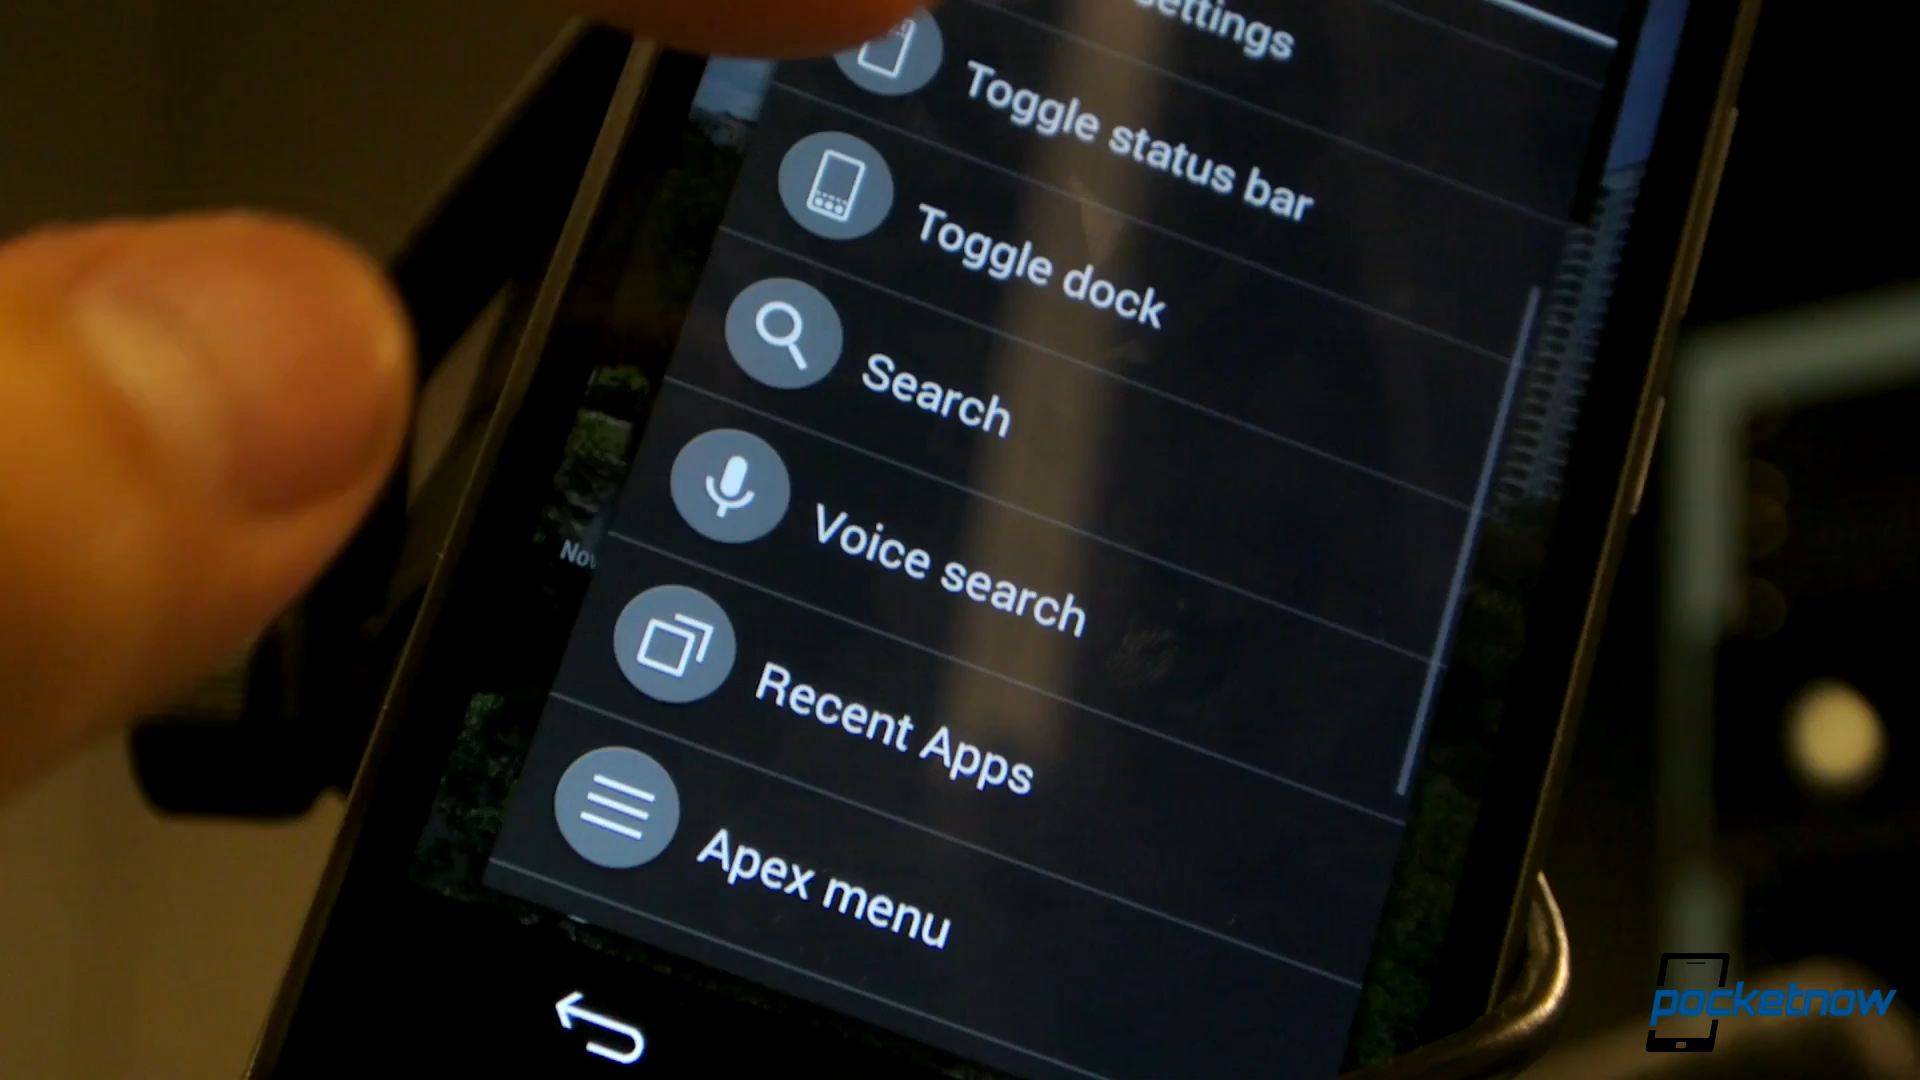 Toggle status bar
Toggle dock
Search
Voice search
Recent Apps
Apex menu
pocketnow